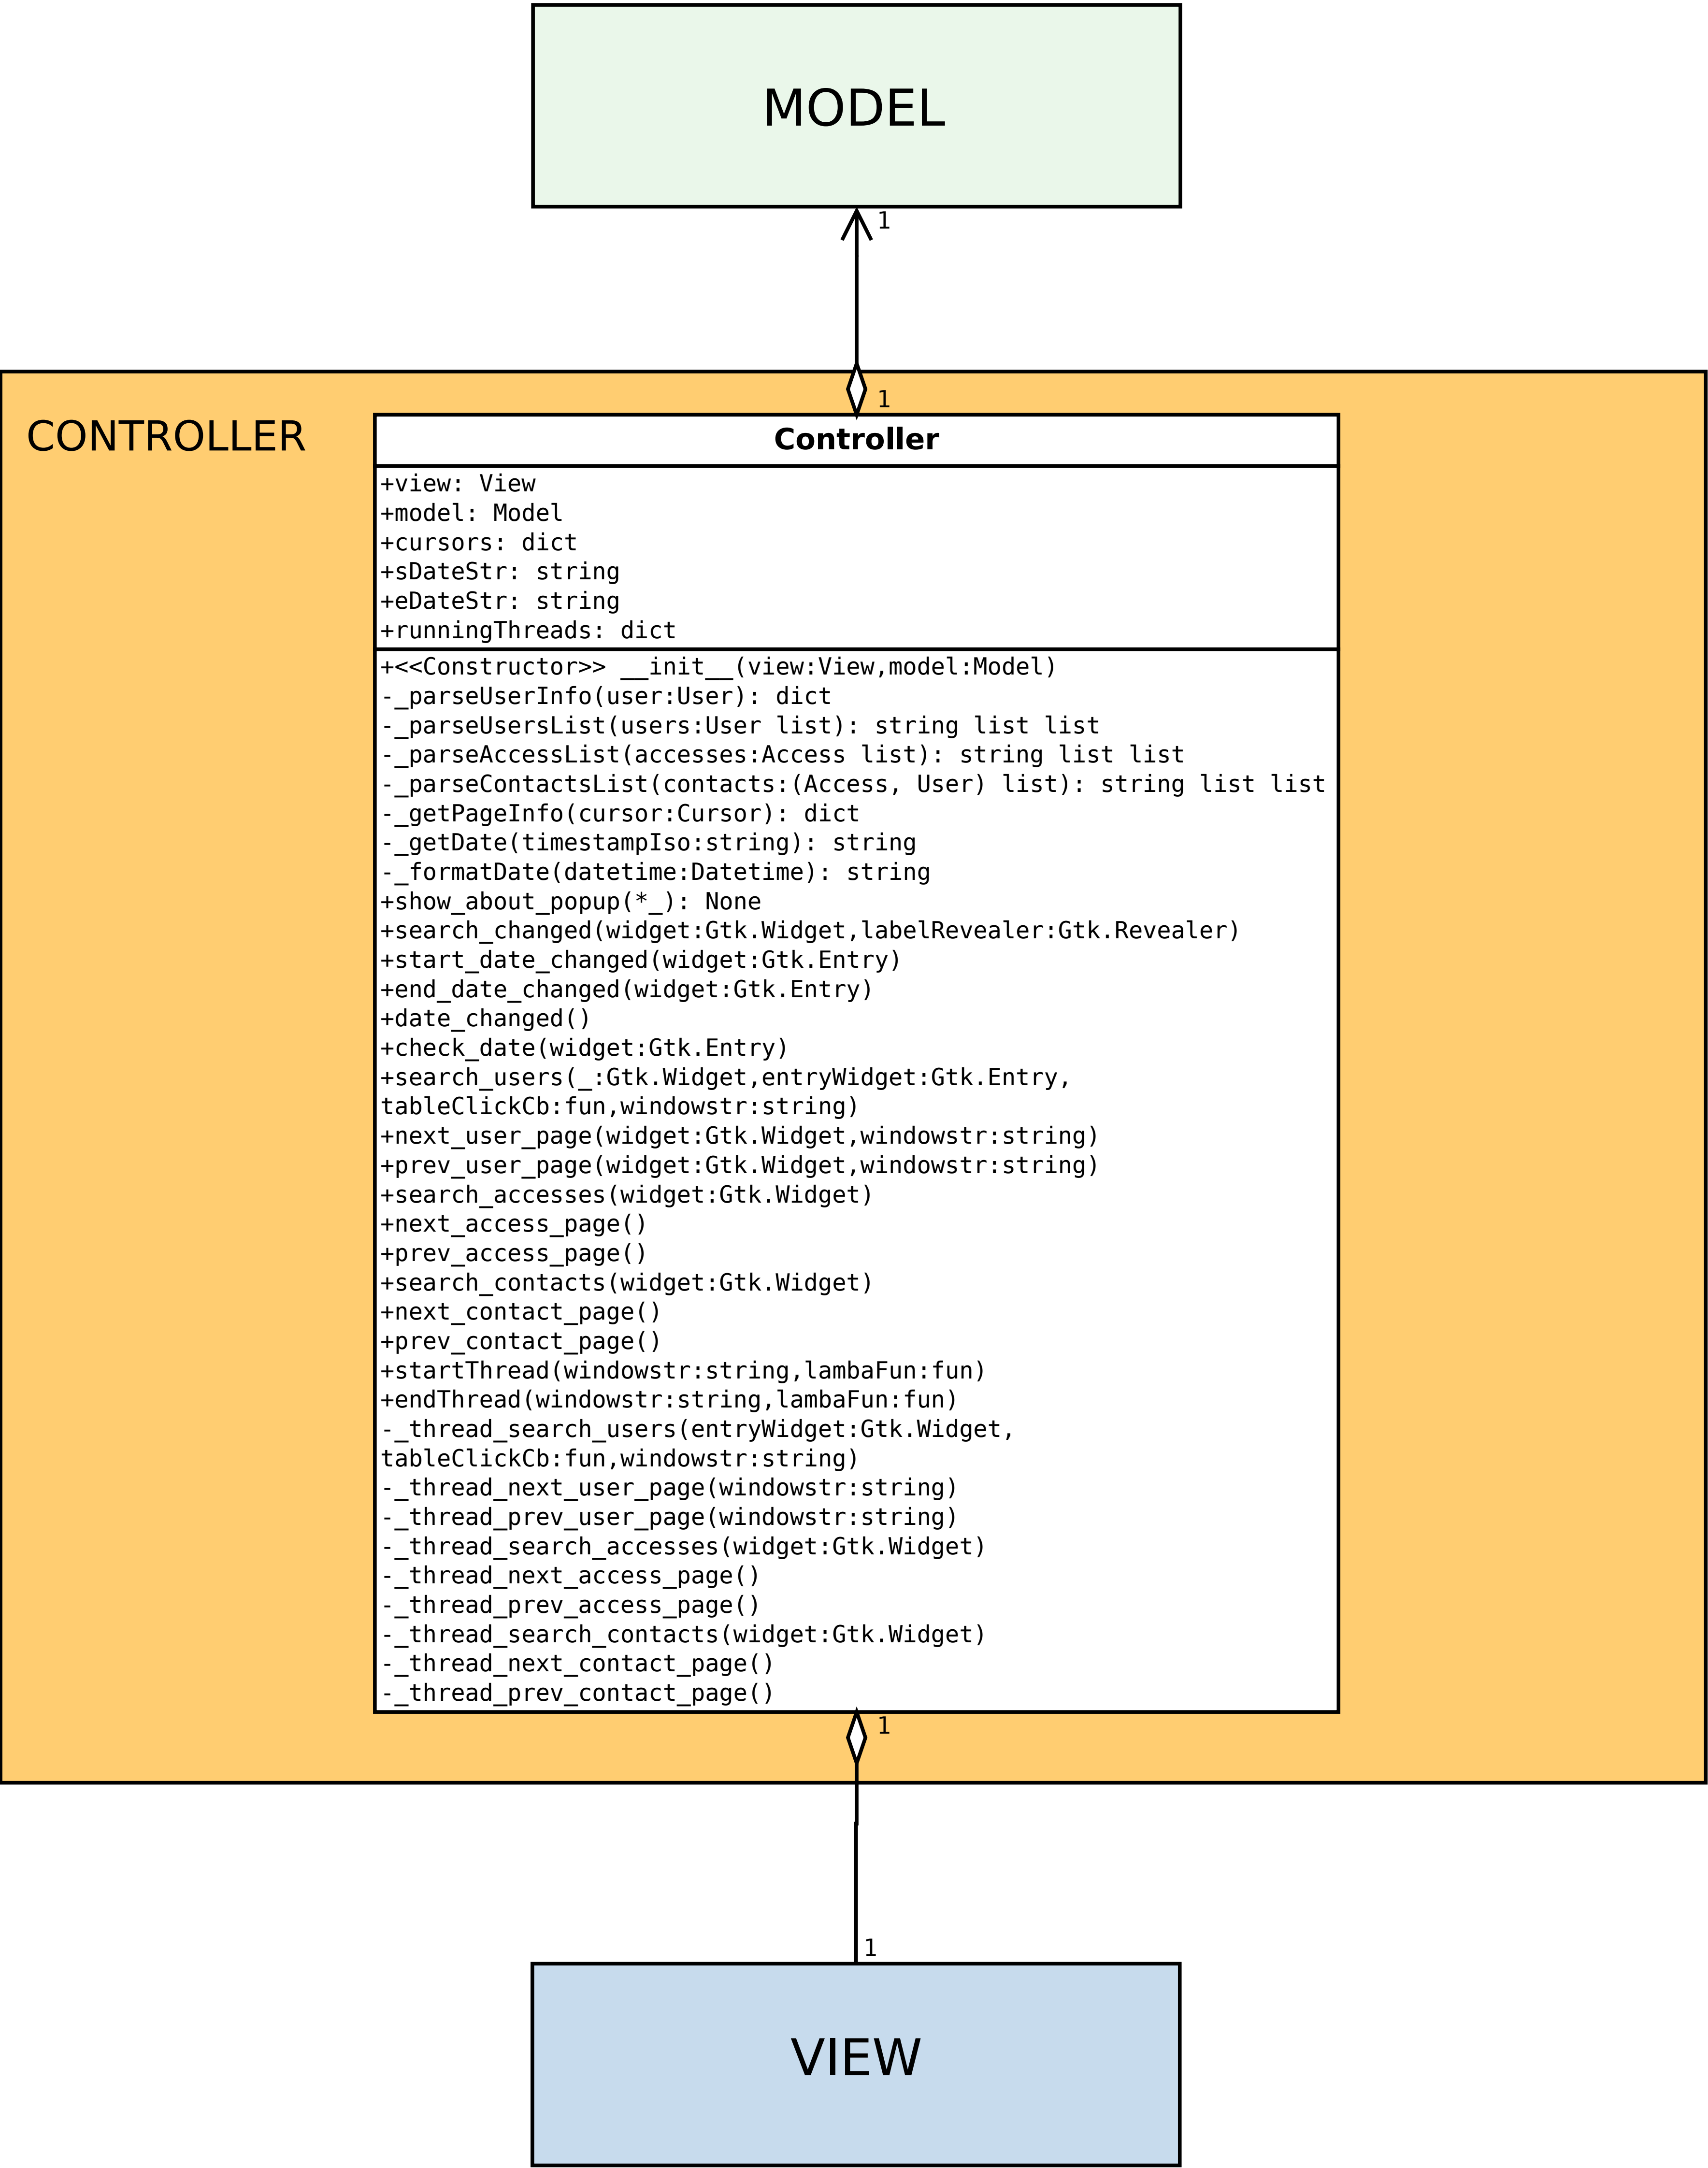 MODEL
1
1
CONTROLLER
Controller
+view: View
+model: Model
+cursors: dict
+sDateStr: string
+eDateStr: string
+runningThreads: dict
+<<Constructor>> __init__(view:View,model:Model)
-_parseUserInfo(user:User): dict
-_parseUsersList(users:User list): string list list
-_parseAccessList(accesses:Access list): string list list
-_parseContactsList(contacts:(Access, User) list): string list list
-_getPageInfo(cursor:Cursor): dict
-_getDate(timestampIso:string): string
-_formatDate(datetime:Datetime): string
+show_about_popup(*_): None
+search_changed(widget:Gtk.Widget,labelRevealer:Gtk.Revealer)
+start_date_changed(widget:Gtk.Entry)
+end_date_changed(widget:Gtk.Entry)
+date_changed()
+check_date(widget:Gtk.Entry)
+search_users(_:Gtk.Widget,entryWidget:Gtk.Entry,
tableClickCb:fun,windowstr:string)
+next_user_page(widget:Gtk.Widget,windowstr:string)
+prev_user_page(widget:Gtk.Widget,windowstr:string)
+search_accesses(widget:Gtk.Widget)
+next_access_page()
+prev_access_page()
+search_contacts(widget:Gtk.Widget)
+next_contact_page()
+prev_contact_page()
+startThread(windowstr:string,lambaFun:fun)
+endThread(windowstr:string,lambaFun:fun)
-_thread_search_users(entryWidget:Gtk.Widget,
tableClickCb:fun,windowstr:string)
-_thread_next_user_page(windowstr:string)
-_thread_prev_user_page(windowstr:string)
-_thread_search_accesses(widget:Gtk.Widget)
-_thread_next_access_page()
-_thread_prev_access_page()
-_thread_search_contacts(widget:Gtk.Widget)
-_thread_next_contact_page()
-_thread_prev_contact_page()
1
1
VIEW